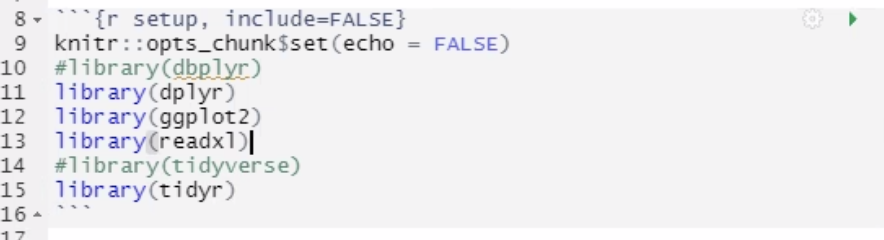 8 ```{r setup, include=FALSE}
9 knitr::opts_chunk$set(echo = FALSE)
10 #library(dbplyr)
11 library(dplyr)
12 library(ggplot2)
13 library(readxl)
14 #library(tidyverse)
15 library(tidyr)
16 ```
17